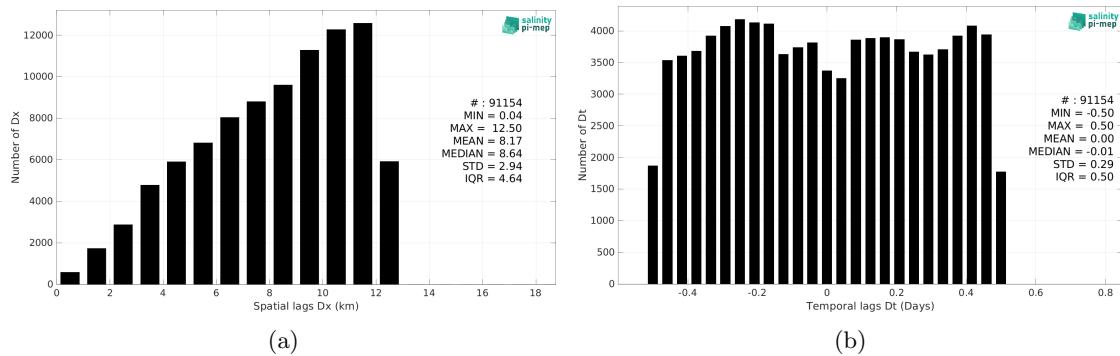 salinity
pi-mep
12000
10000
8000
6000
4000
2000
0
Number of Dx
# : 91154
MIN = 0.04
MAX = 12.50
MEAN = 8.17
MEDIAN = 8.64
STD = 2.94
IQR = 4.64
0 2 4 6 8 10 12 14 16 18
Spatial lags Dx (km)
(a)
salinity
pi-mep
4000
3500
3000
2500
2000
1500
1000
500
0
Number of Dt
# : 91154
MIN = -0.50
MAX = 0.50
MEAN = 0.00
MEDIAN = -0.01
STD = 0.29
IQR = 0.50
-0.4 -0.2 0 0.2 0.4 0.6 0.8
Temporal lags Dt (Days)
(b)